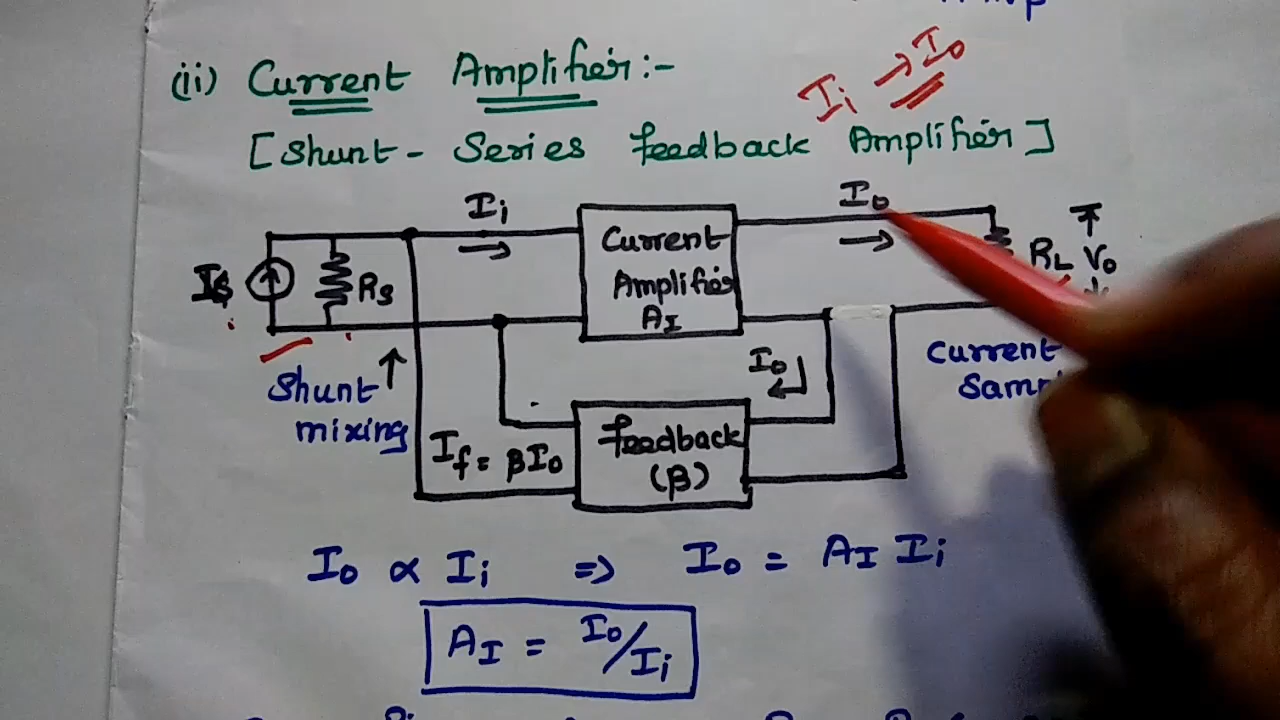 (ii) Current Amplifier:-
Ii → Io
[Shunt - Series feedback Amplifier]
Ii
Io
Is
Rs
Current
Amplifier
AI
RL
Vo
Shunt
mixing
Io
Current
If = βIo
feedback
(β)
Io ∝ Ii ⇒ Io = AI Ii
AI = Io/Ii